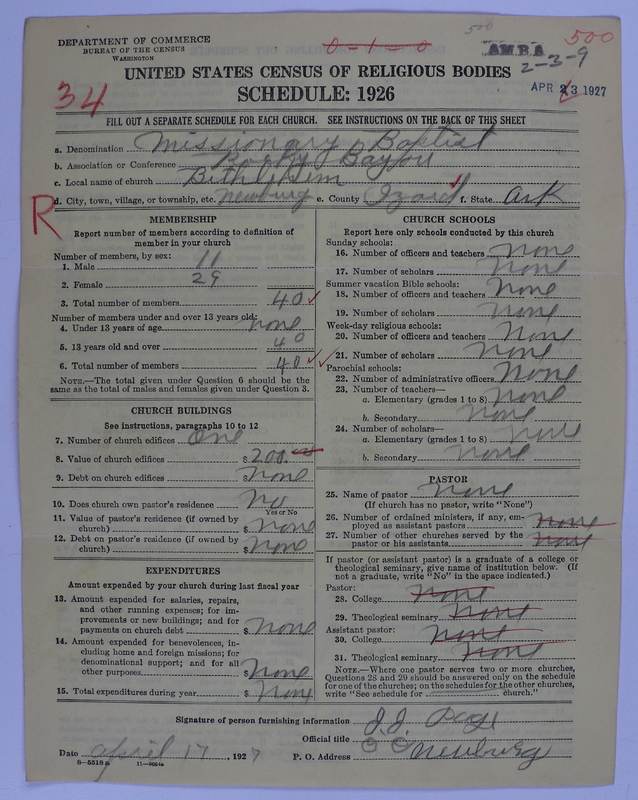 DEPARTMENT OF COMMERCE
BUREAU OF THE CENSUS
WASHINGTON
0-1-0
500
500
AMBA
2-3-9
APR 23 1927
34
UNITED STATES CENSUS OF RELIGIOUS BODIES
SCHEDULE: 1926
FILL OUT A SEPARATE SCHEDULE FOR EACH CHURCH. SEE INSTRUCTIONS ON THE BACK OF THIS SHEET
a. Denomination Missionary Baptist
b. Association or Conference Rocky Bayou
c. Local name of church Bethlehem
d. City, town, village, or township, etc. Newburg e. County Izard f. State Ark
R
MEMBERSHIP
Report number of members according to definition of
member in your church
Number of members, by sex:
1. Male 11
2. Female 29
3. Total number of members 40
Number of members under and over 13 years old:
4. Under 13 years of age none
5. 13 years old and over 40
6. Total number of members 40
NOTE.—The total given under Question 6 should be the
same as the total of males and females given under Question 3.
CHURCH BUILDINGS
See instructions, paragraphs 10 to 12
7. Number of church edifices One
8. Value of church edifices $ 200.00
9. Debt on church edifices $ None
10. Does church own pastor's residence No
Yes or No
11. Value of pastor's residence (if owned by
church) $ None
12. Debt on pastor's residence (if owned by
church) $ None
EXPENDITURES
Amount expended by your church during last fiscal year
13. Amount expended for salaries, repairs,
and other running expenses; for im-
provements or new buildings; and for
payments on church debt $ None
14. Amount expended for benevolences, in-
cluding home and foreign missions; for
denominational support; and for all
other purposes $ None
15. Total expenditures during year $ None
CHURCH SCHOOLS
Report here only schools conducted by this church
Sunday schools:
16. Number of officers and teachers None
17. Number of scholars None
Summer vacation Bible schools:
18. Number of officers and teachers None
19. Number of scholars None
Week-day religious schools:
20. Number of officers and teachers None
21. Number of scholars None
Parochial schools:
22. Number of administrative officers None
23. Number of teachers—
a. Elementary (grades 1 to 8) None
b. Secondary None
24. Number of scholars—
a. Elementary (grades 1 to 8) None
b. Secondary None
PASTOR
25. Name of pastor None
(If church has no pastor, write "None")
26. Number of ordained ministers, if any, em-
ployed as assistant pastors None
27. Number of other churches served by the
pastor or his assistants None
If pastor (or assistant pastor) is a graduate of a college or
theological seminary, give name of institution below. (If
not a graduate, write "No" in the space indicated.)
Pastor:
28. College None
29. Theological seminary None
Assistant pastor:
30. College None
31. Theological seminary None
NOTE.—Where one pastor serves two or more churches,
Questions 28 and 29 should be answered only on the schedule
for one of the churches; on the schedules for the other churches,
write "See schedule for church."
Signature of person furnishing information J. J. Page
Official title
Date April 17, 1927 P. O. Address Newburg
8—5518a 11—9054a